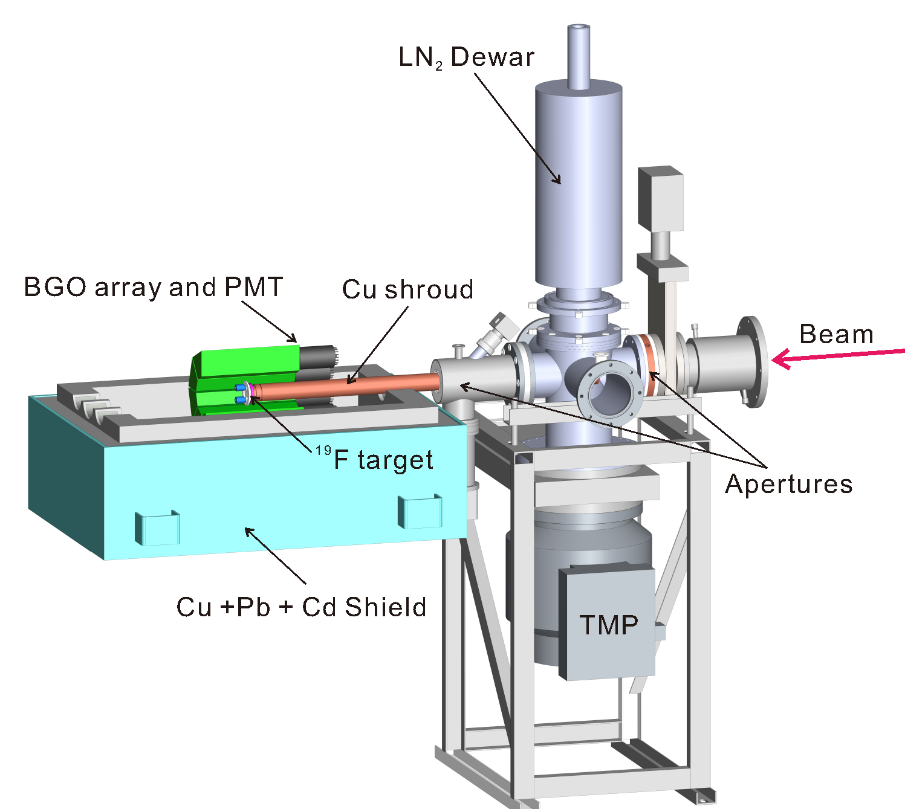 LN₂ Dewar
BGO array and PMT
Cu shroud
Beam
¹⁹F target
Apertures
Cu +Pb + Cd Shield
TMP